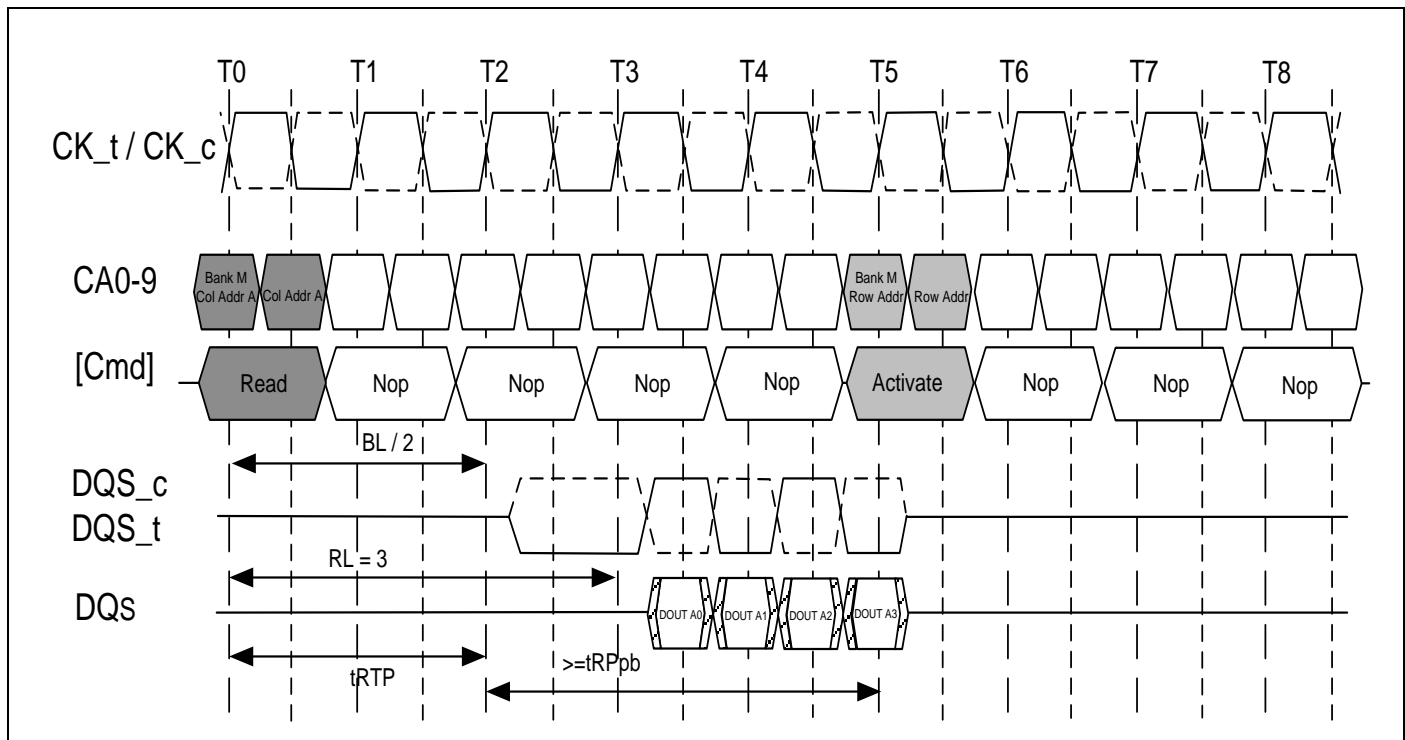 T0 T1 T2 T3 T4 T5 T6 T7 T8
CK_t / CK_c
CA0-9
Bank M
Col Addr A
Col Addr A
Bank M
Row Addr
Row Addr
[Cmd]
Read Nop Nop Nop Nop Activate Nop Nop Nop
BL / 2
DQS_c
DQS_t
RL = 3
DQs
DOUT A0 DOUT A1 DOUT A2 DOUT A3
tRTP
>=tRPpb